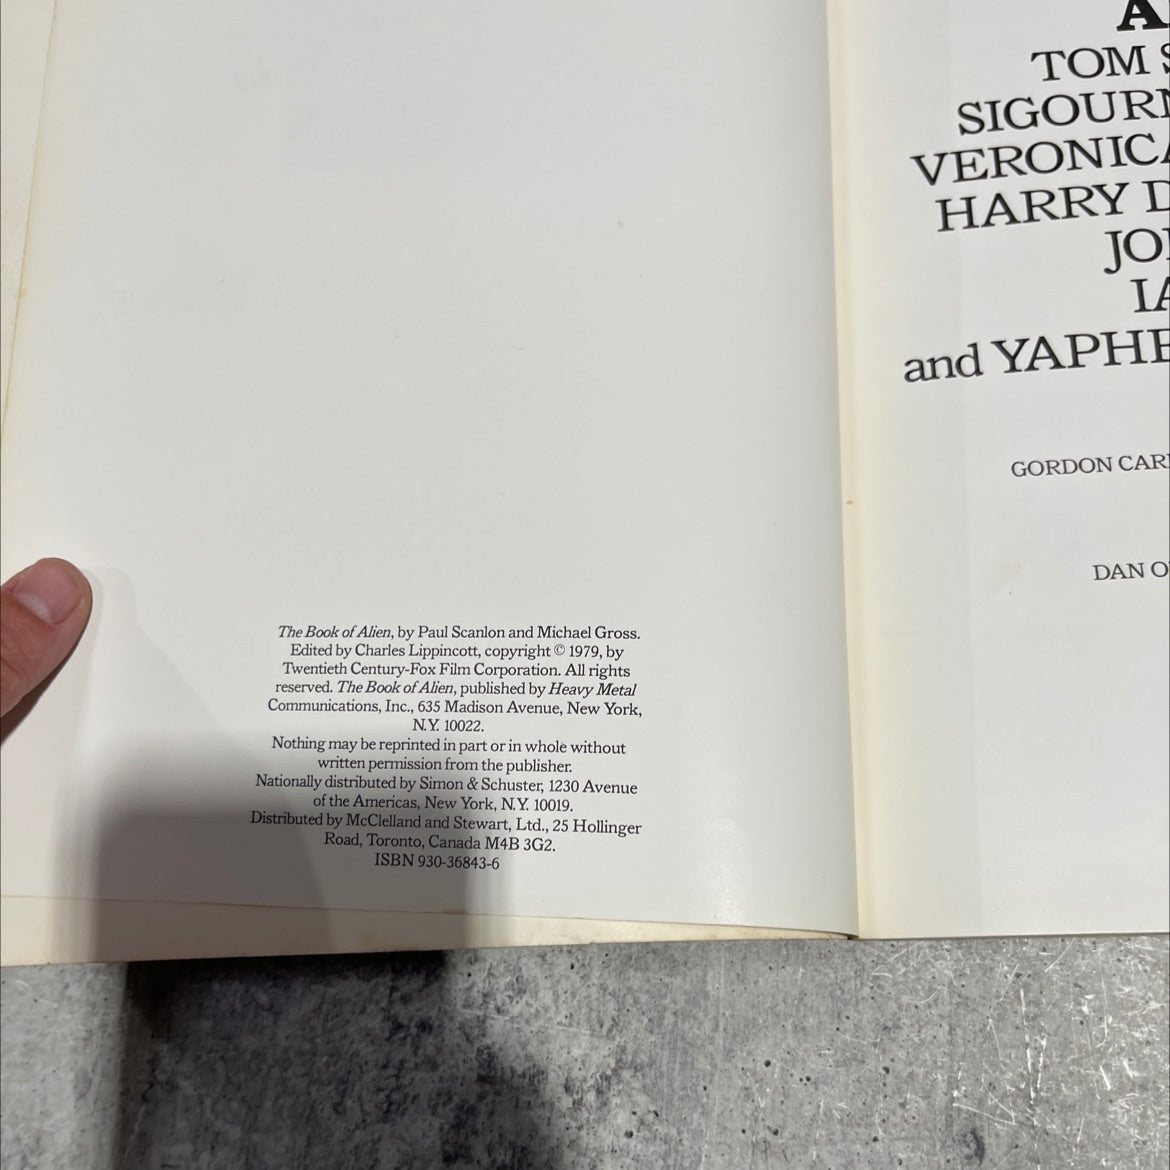 The Book of Alien, by Paul Scanlon and Michael Gross.
Edited by Charles Lippincott, copyright © 1979, by
Twentieth Century-Fox Film Corporation. All rights
reserved. The Book of Alien, published by Heavy Metal
Communications, Inc., 635 Madison Avenue, New York,
N.Y. 10022.
Nothing may be reprinted in part or in whole without
written permission from the publisher.
Nationally distributed by Simon & Schuster, 1230 Avenue
of the Americas, New York, N.Y. 10019.
Distributed by McClelland and Stewart, Ltd., 25 Hollinger
Road, Toronto, Canada M4B 3G2.
ISBN 930-36843-6
A
TOM S
SIGOURN
VERONICA
HARRY D
JO
IA
and YAPHE
GORDON CAR
DAN O